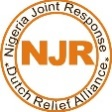 Nigeria Joint Response
NJR
*Dutch Relief Alliance*